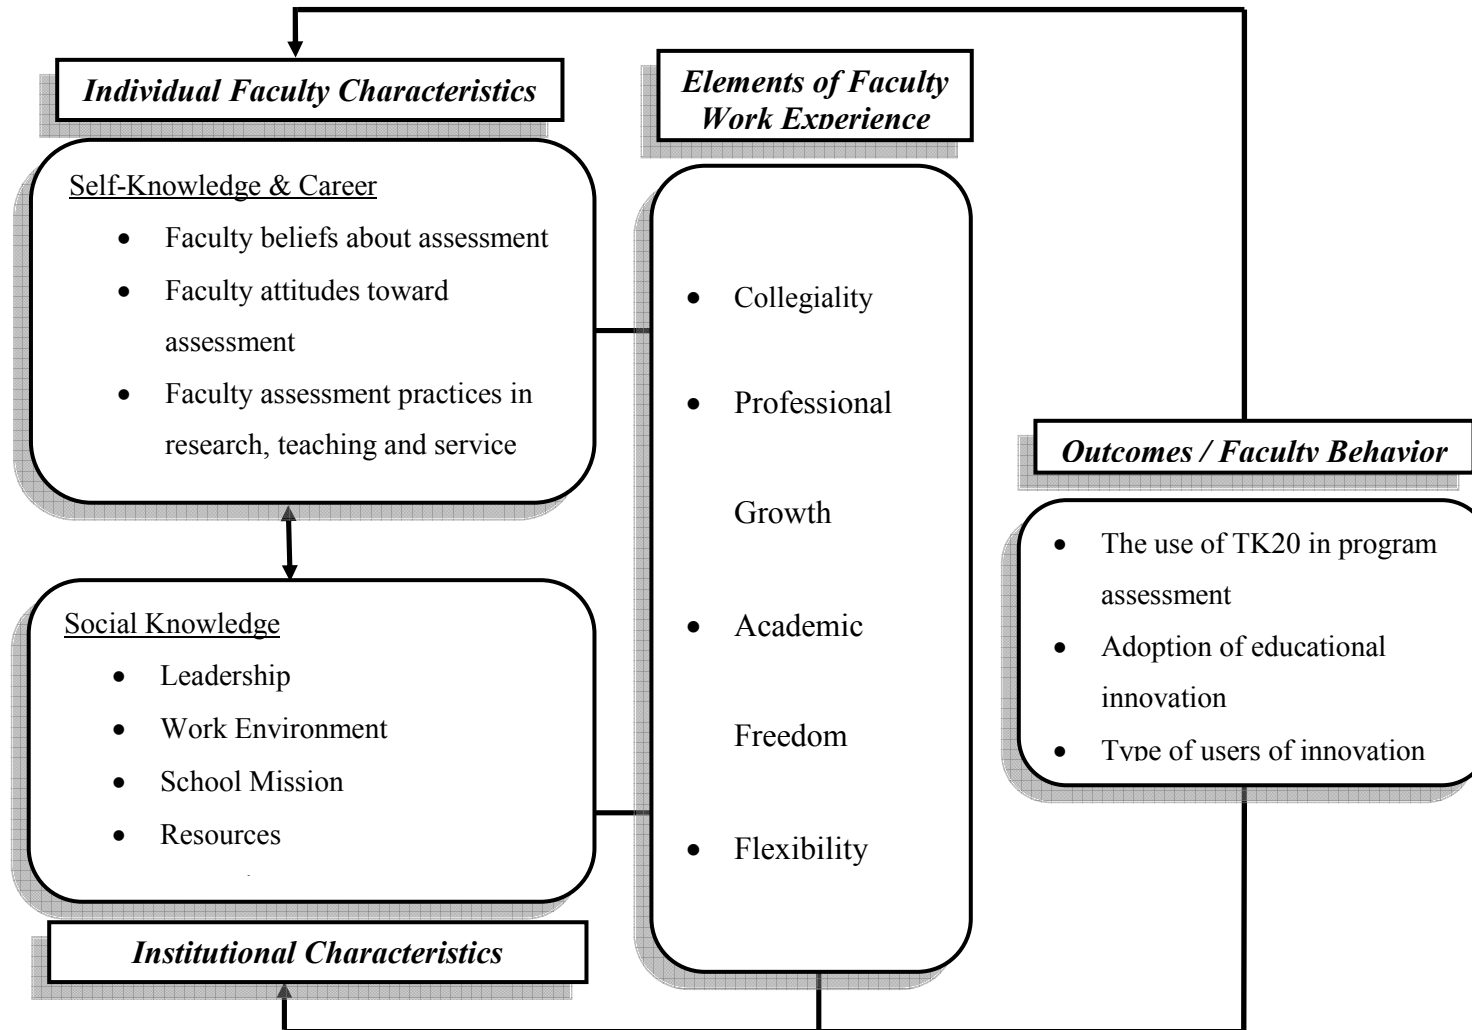 Individual Faculty Characteristics
Self-Knowledge & Career
• Faculty beliefs about assessment
• Faculty attitudes toward
assessment
• Faculty assessment practices in
research, teaching and service
Social Knowledge
• Leadership
• Work Environment
• School Mission
• Resources
Institutional Characteristics
Elements of Faculty
Work Experience
• Collegiality
• Professional
Growth
• Academic
Freedom
• Flexibility
Outcomes / Faculty Behavior
• The use of TK20 in program
assessment
• Adoption of educational
innovation
• Type of users of innovation